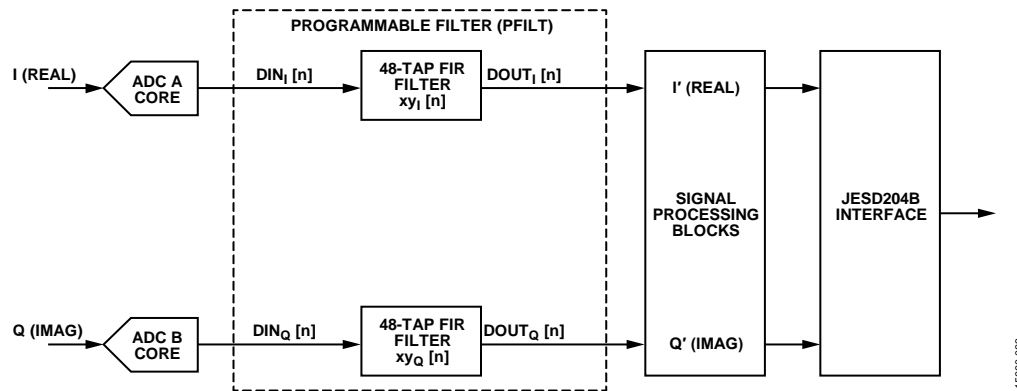 PROGRAMMABLE FILTER (PFILT)
I (REAL)
ADC A
CORE
DINI [n]
48-TAP FIR
FILTER
xyI [n]
DOUTI [n]
I′ (REAL)
SIGNAL
PROCESSING
BLOCKS
JESD204B
INTERFACE
Q (IMAG)
ADC B
CORE
DINQ [n]
48-TAP FIR
FILTER
xyQ [n]
DOUTQ [n]
Q′ (IMAG)